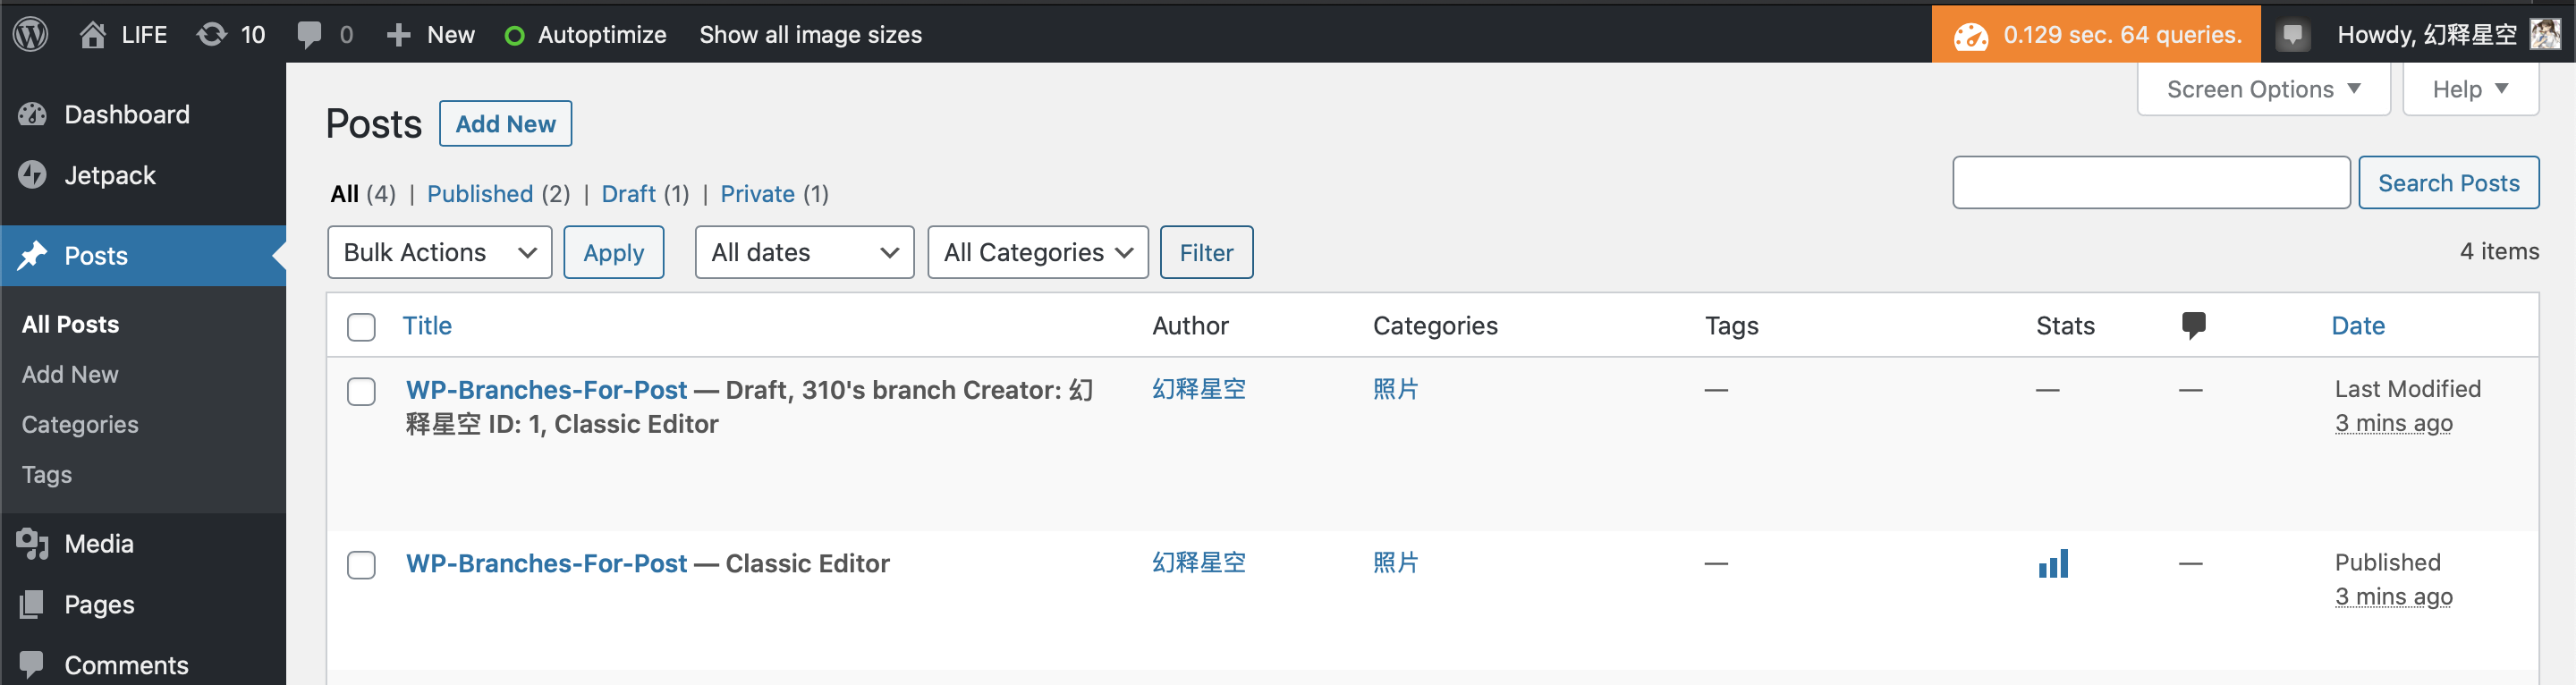 LIFE 10 0 New Autoptimize Show all image sizes 0.129 sec. 64 queries. Howdy, 幻释星空
Dashboard
Jetpack
Posts
All Posts
Add New
Categories
Tags
Media
Pages
Comments
Screen Options Help
Posts Add New
All (4) | Published (2) | Draft (1) | Private (1)
Search Posts
Bulk Actions Apply All dates All Categories Filter
4 items
Title Author Categories Tags Stats Date
WP-Branches-For-Post — Draft, 310's branch Creator: 幻 幻释星空 照片 — — — Last Modified
释星空 ID: 1, Classic Editor 3 mins ago
WP-Branches-For-Post — Classic Editor 幻释星空 照片 — — Published
3 mins ago